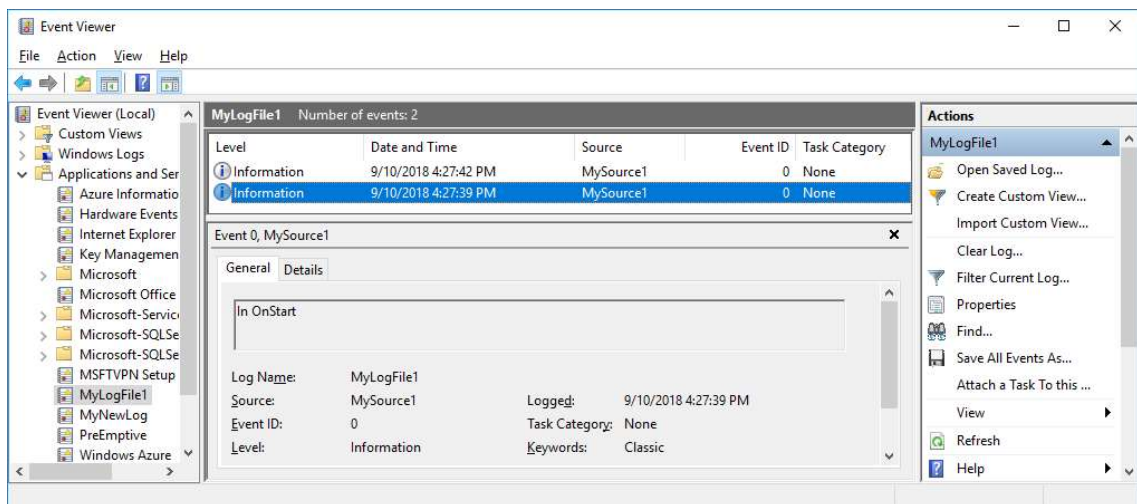 Event Viewer
File Action View Help
Event Viewer (Local)
Custom Views
Windows Logs
Applications and Ser
Azure Informatio
Hardware Events
Internet Explorer
Key Managemen
Microsoft
Microsoft Office
Microsoft-Servic
Microsoft-SQLSe
Microsoft-SQLSe
MSFTVPN Setup
MyLogFile1
MyNewLog
PreEmptive
Windows Azure
MyLogFile1 Number of events: 2
Level Date and Time Source Event ID Task Category
Information 9/10/2018 4:27:42 PM MySource1 0 None
Information 9/10/2018 4:27:39 PM MySource1 0 None
Event 0, MySource1
General Details
In OnStart
Log Name: MyLogFile1
Source: MySource1 Logged: 9/10/2018 4:27:39 PM
Event ID: 0 Task Category: None
Level: Information Keywords: Classic
Actions
MyLogFile1
Open Saved Log...
Create Custom View...
Import Custom View...
Clear Log...
Filter Current Log...
Properties
Find...
Save All Events As...
Attach a Task To this ...
View
Refresh
Help